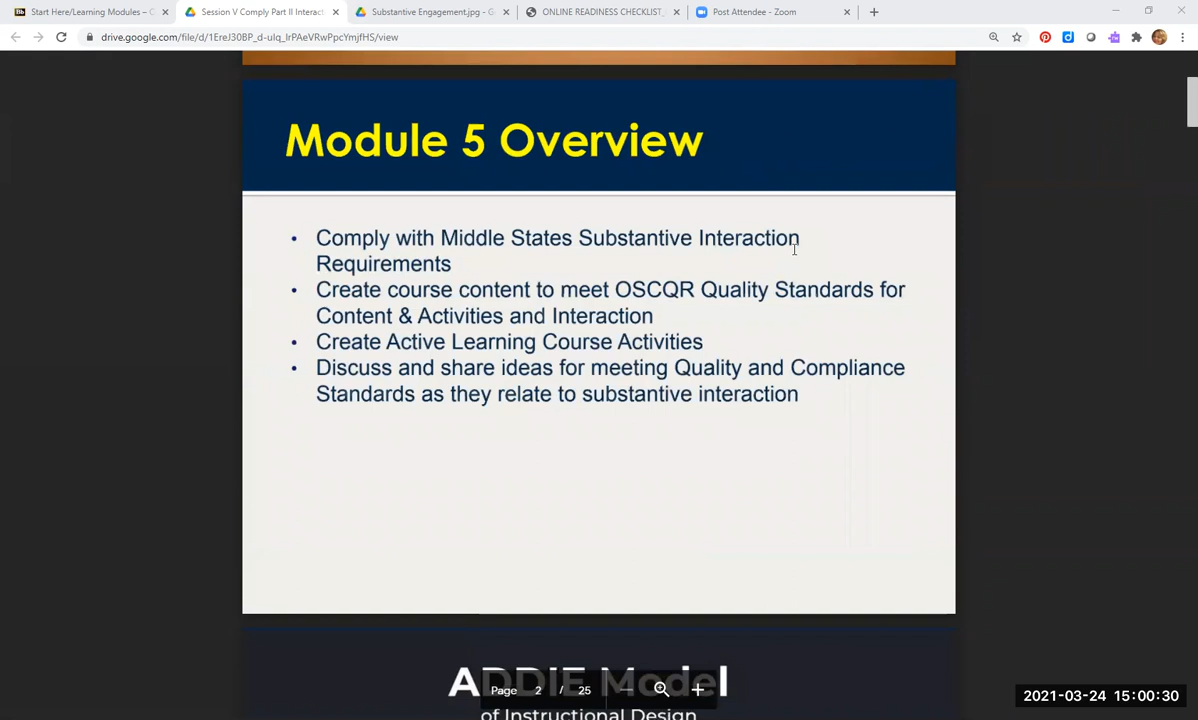 Start Here/Learning Modules – C
Session V Comply Part II Interact
Substantive Engagement.jpg - G
ONLINE READINESS CHECKLIST_
Post Attendee - Zoom
drive.google.com/file/d/1EreJ30BP_d-uIq_IrPAeVRwPpcYmjfHS/view
Module 5 Overview
• Comply with Middle States Substantive Interaction
Requirements
• Create course content to meet OSCQR Quality Standards for
Content & Activities and Interaction
• Create Active Learning Course Activities
• Discuss and share ideas for meeting Quality and Compliance
Standards as they relate to substantive interaction
ADDIE Model
Page 2 / 25
of Instructional Design
2021-03-24 15:00:30